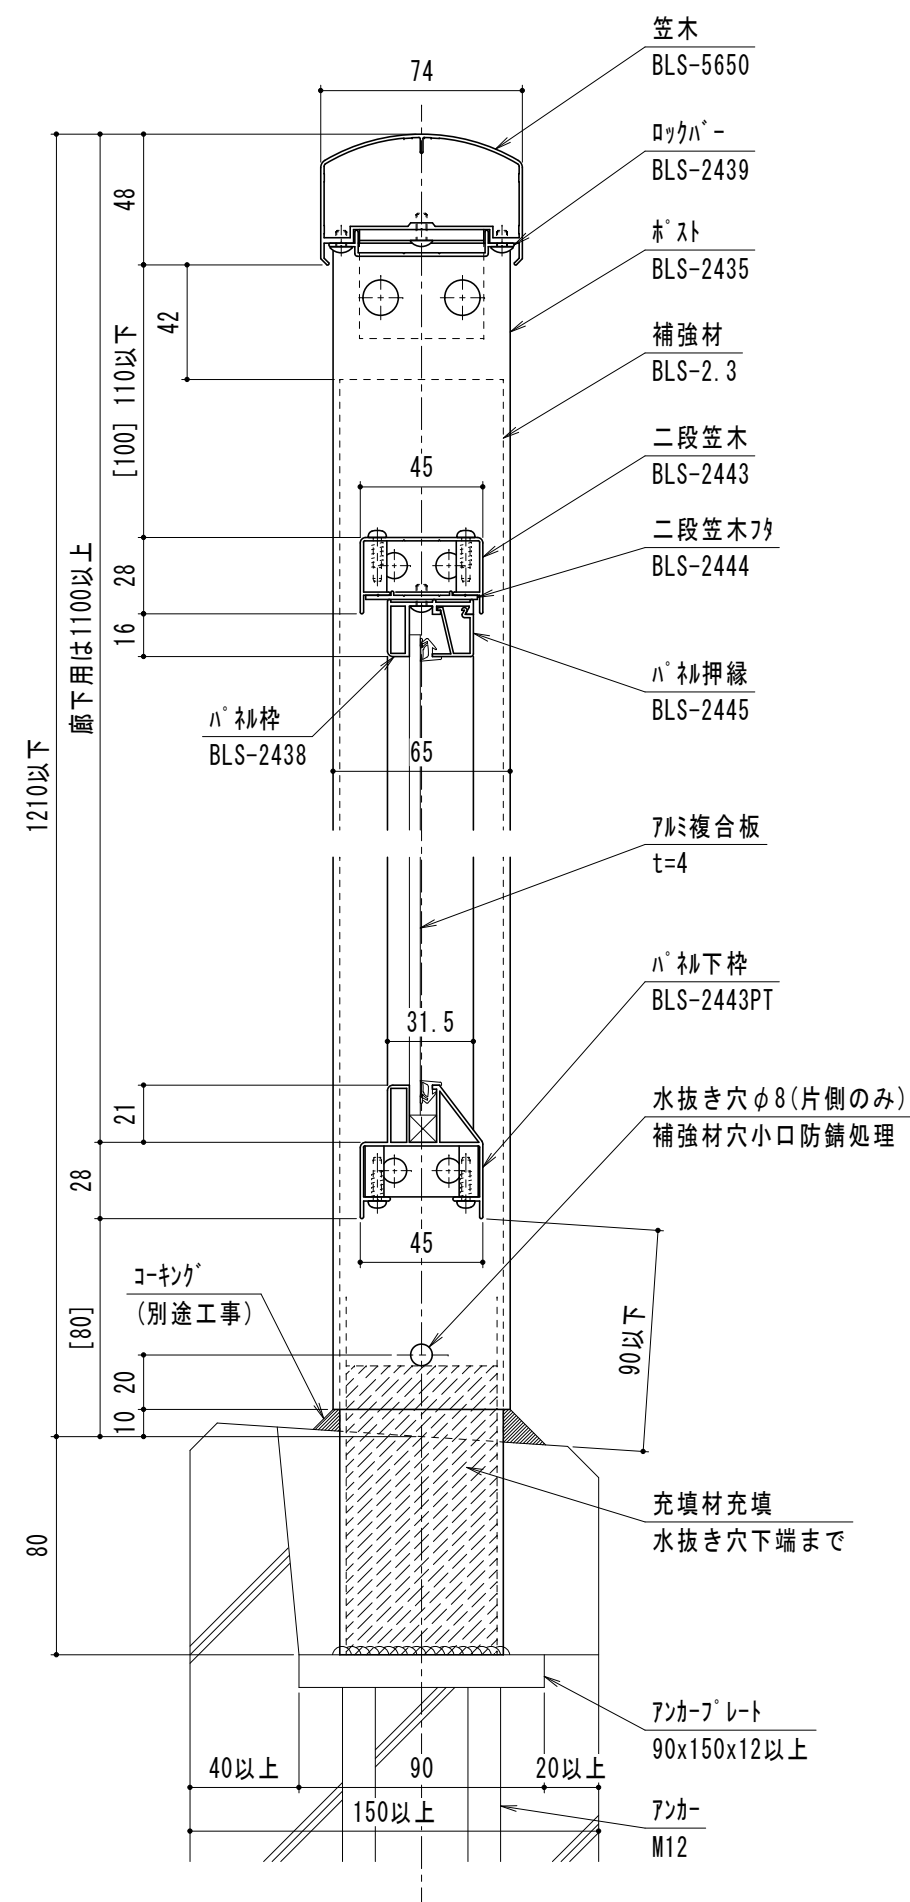 笠木
BLS-5650
74
ロックバー
BLS-2439
48
ポスト
BLS-2435
42
補強材
BLS-2.3
[100] 110以下
二段笠木
BLS-2443
45
二段笠木フタ
BLS-2444
28
16
廊下用は1100以上
パネル押縁
BLS-2445
パネル枠
BLS-2438
65
1210以下
アルミ複合板
t=4
パネル下枠
BLS-2443PT
31.5
水抜き穴φ8(片側のみ)
補強材穴小口防錆処理
21
28
45
コーキング
(別途工事)
[80]
90以下
20
10
充填材充填
水抜き穴下端まで
80
アンカープレート
90x150x12以上
40以上
90
20以上
150以上
アンカー
M12